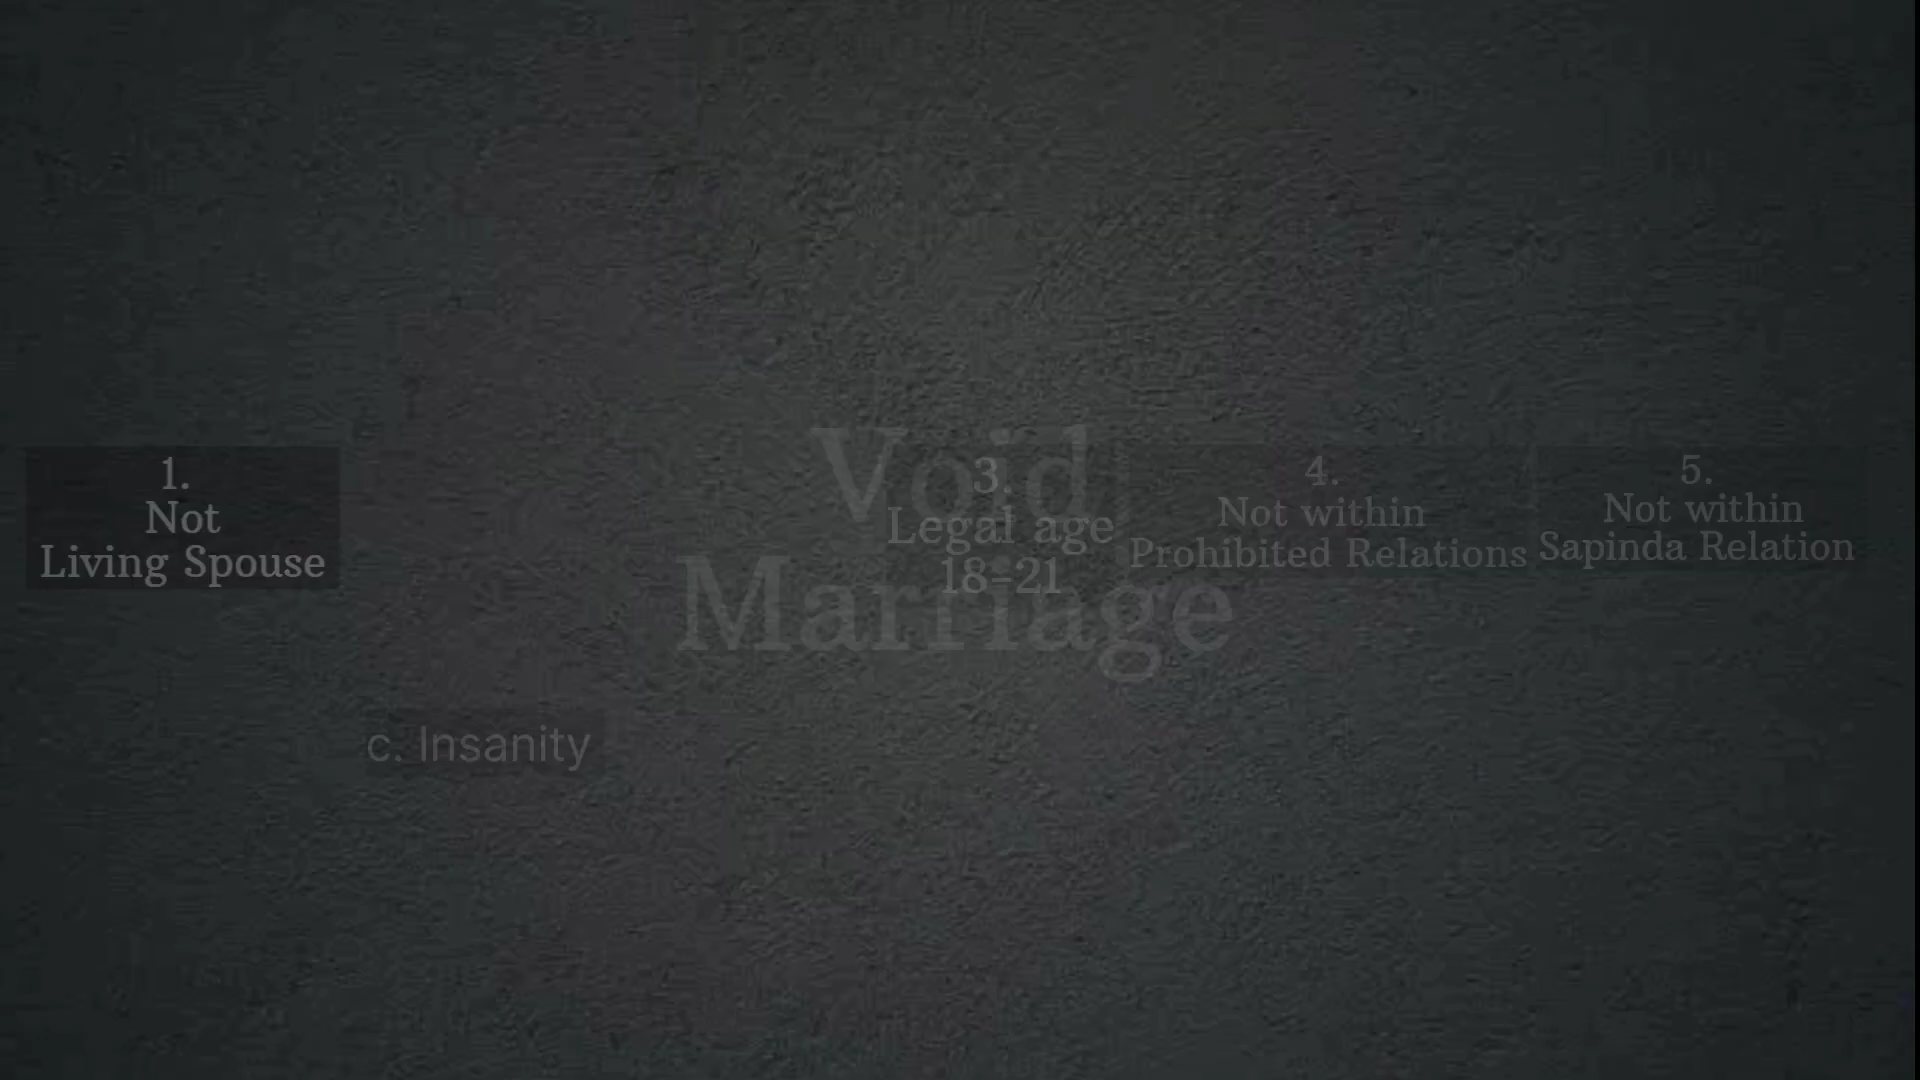 1.
Not
Living Spouse
c. Insanity
Void
Marriage
3.
Legal age
18-21
4.
Not within
Prohibited Relations
5.
Not within
Sapinda Relation